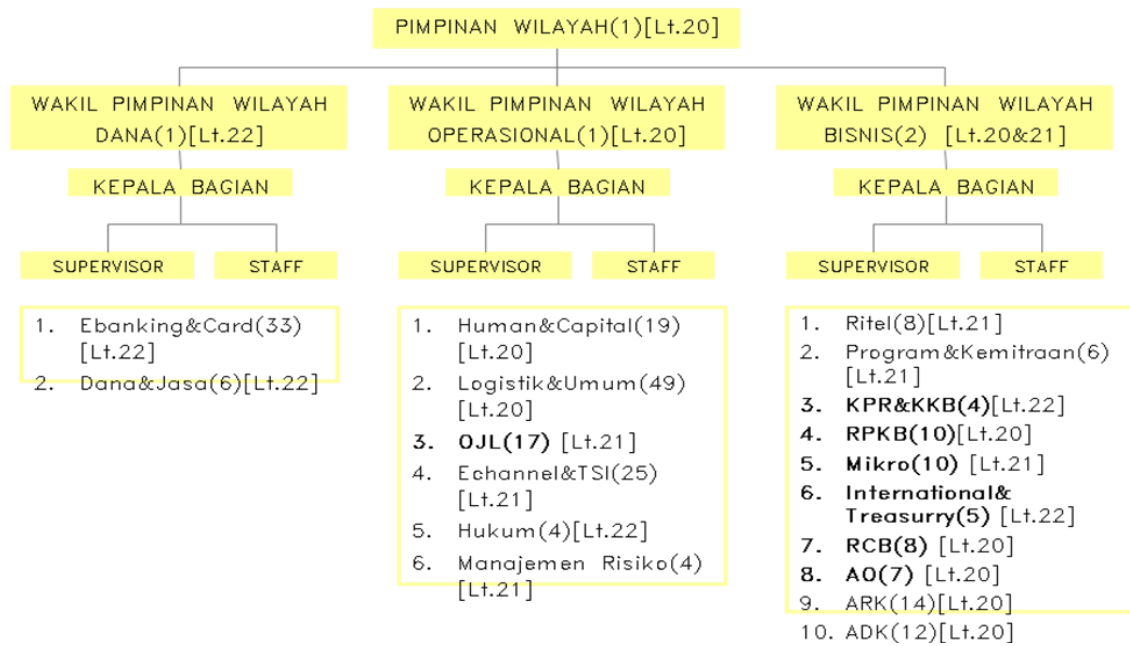 PIMPINAN WILAYAH(1)[Lt.20]
WAKIL PIMPINAN WILAYAH
DANA(1)[Lt.22]
KEPALA BAGIAN
SUPERVISOR
STAFF
1. Ebanking&Card(33)
[Lt.22]
2. Dana&Jasa(6)[Lt.22]
WAKIL PIMPINAN WILAYAH
OPERASIONAL(1)[Lt.20]
KEPALA BAGIAN
SUPERVISOR
STAFF
1. Human&Capital(19)
[Lt.20]
2. Logistik&Umum(49)
[Lt.20]
3. OJL(17) [Lt.21]
4. Echannel&TSI(25)
[Lt.21]
5. Hukum(4)[Lt.22]
6. Manajemen Risiko(4)
[Lt.21]
WAKIL PIMPINAN WILAYAH
BISNIS(2) [Lt.20&21]
KEPALA BAGIAN
SUPERVISOR
STAFF
1. Ritel(8)[Lt.21]
2. Program&Kemitraan(6)
[Lt.21]
3. KPR&KKB(4)[Lt.22]
4. RPKB(10)[Lt.20]
5. Mikro(10) [Lt.21]
6. International&
Treasurry(5) [Lt.22]
7. RCB(8) [Lt.20]
8. AO(7) [Lt.20]
9. ARK(14)[Lt.20]
10. ADK(12)[Lt.20]